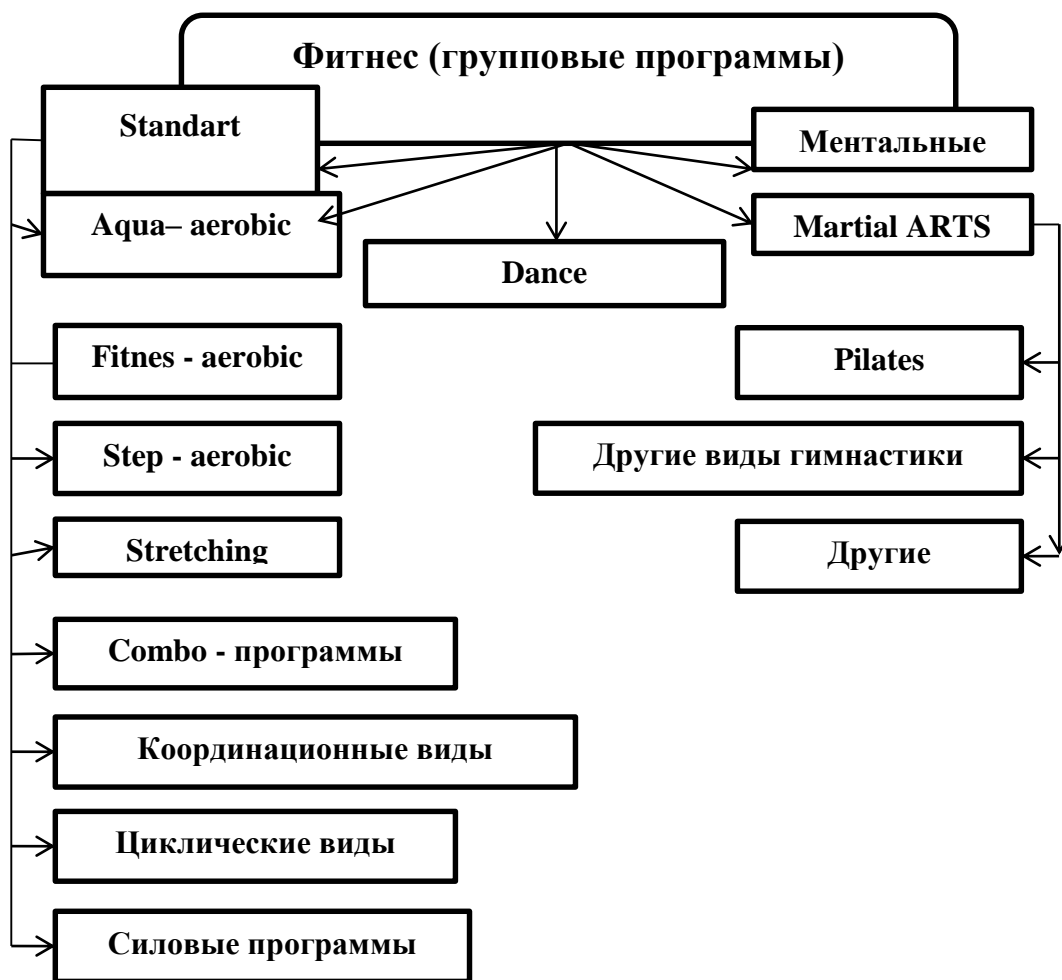 Фитнес (групповые программы)
Standart
Ментальные
Aqua– aerobic
Martial ARTS
Dance
Fitnes - aerobic
Pilates
Step - aerobic
Другие виды гимнастики
Stretching
Другие
Combo - программы
Координационные виды
Циклические виды
Силовые программы